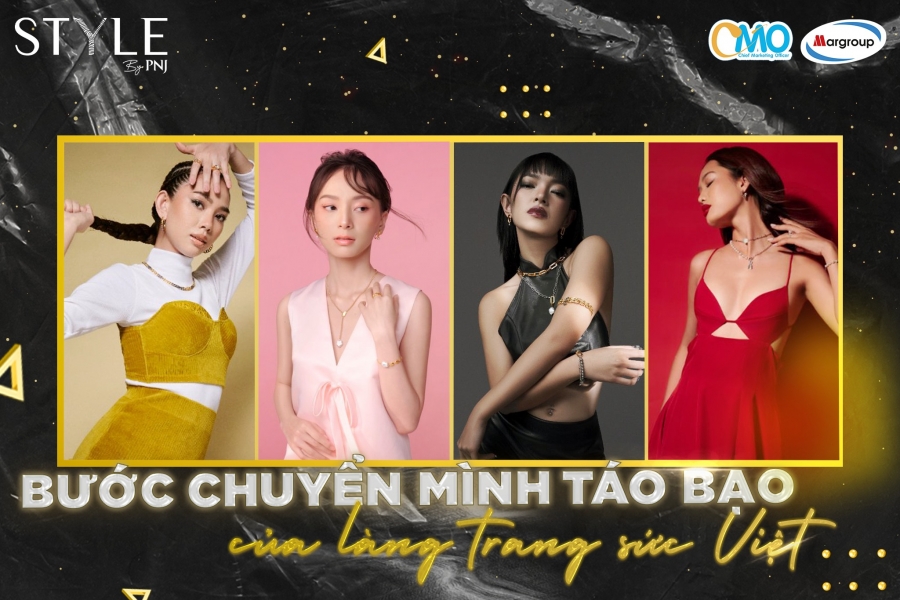 STYLE
By PNJ
CMO
Chief Marketing Officer
Margroup
BƯỚC CHUYỂN MÌNH TÁO BẠO
của làng trang sức Việt